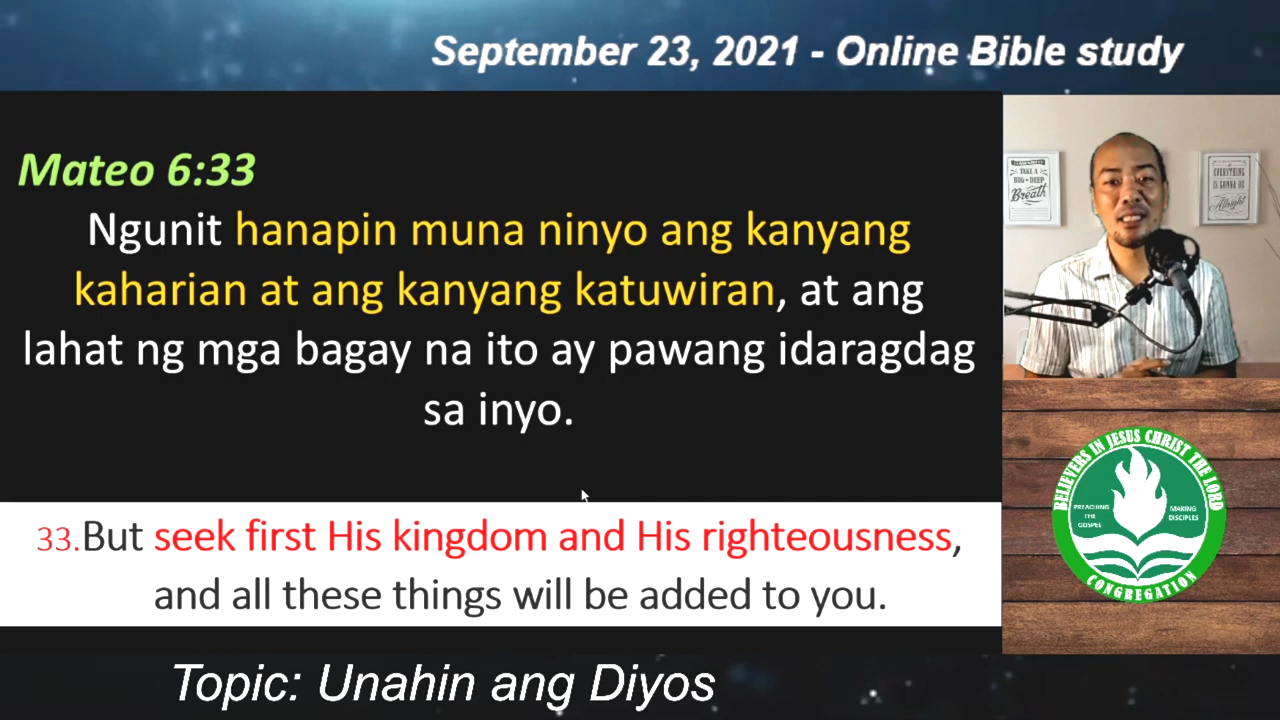 September 23, 2021 - Online Bible study
Mateo 6:33
Ngunit hanapin muna ninyo ang kanyang
kaharian at ang kanyang katuwiran, at ang
lahat ng mga bagay na ito ay pawang idaragdag
sa inyo.
33.But seek first His kingdom and His righteousness,
and all these things will be added to you.
TAKE A
Breath
EVERYTHING
IS GONNA BE
Alright
BELIEVERS IN JESUS CHRIST THE LORD
PREACHING
THE
GOSPEL
MAKING
DISCIPLES
CONGREGATION
Topic: Unahin ang Diyos